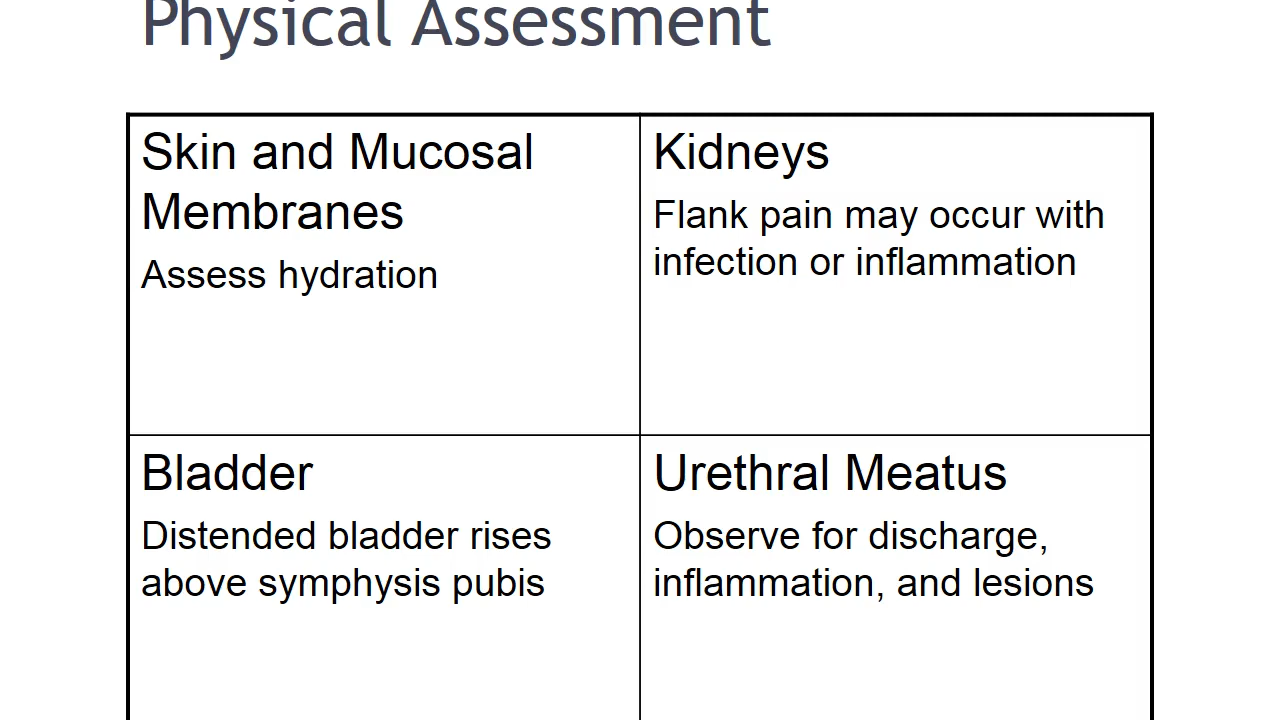 Physical Assessment
Skin and Mucosal
Membranes
Assess hydration
Kidneys
Flank pain may occur with
infection or inflammation
Bladder
Distended bladder rises
above symphysis pubis
Urethral Meatus
Observe for discharge,
inflammation, and lesions